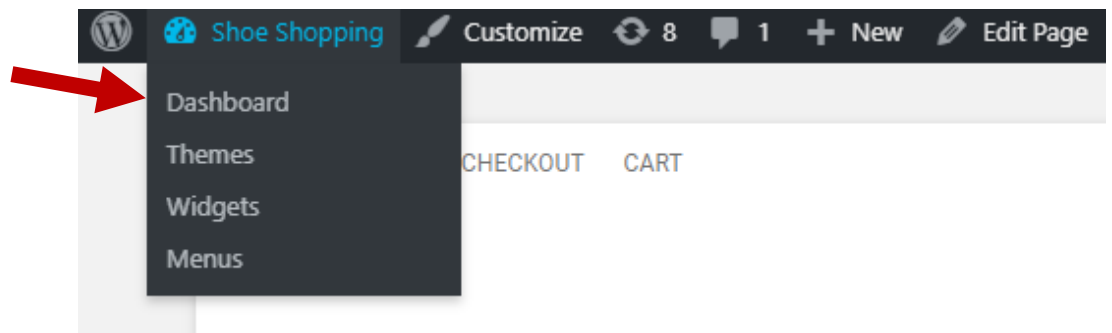 Shoe Shopping Customize 8 1 New Edit Page
Dashboard
Themes
CHECKOUT CART
Widgets
Menus